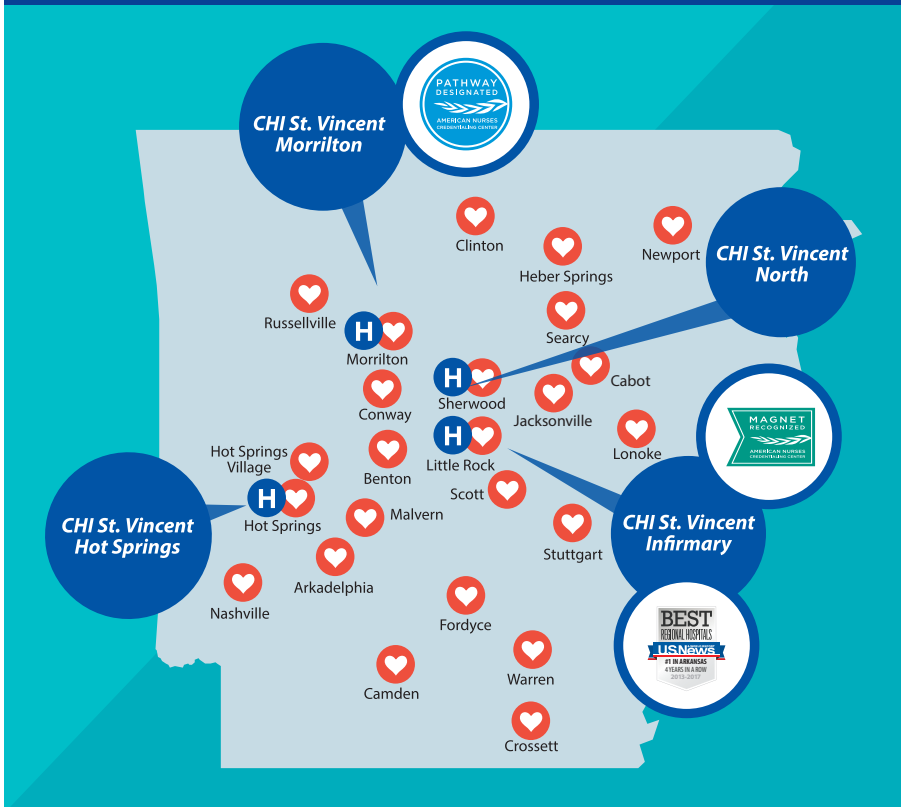 CHI St. Vincent
Morrilton
PATHWAY
DESIGNATED
AMERICAN NURSES
CREDENTIALING CENTER
Clinton
Heber Springs
Newport
CHI St. Vincent
North
Russellville
H
Morrilton
Searcy
Cabot
H
Sherwood
Conway
Jacksonville
H
Little Rock
Lonoke
MAGNET
RECOGNIZED
AMERICAN NURSES
CREDENTIALING CENTER
Hot Springs
Village
Benton
Scott
H
Hot Springs
Malvern
CHI St. Vincent
Hot Springs
Stuttgart
CHI St. Vincent
Infirmary
Arkadelphia
Nashville
Fordyce
BEST
REGIONAL HOSPITALS
U.S.News
#1 IN ARKANSAS
4 YEARS IN A ROW
2013-2017
Warren
Camden
Crossett